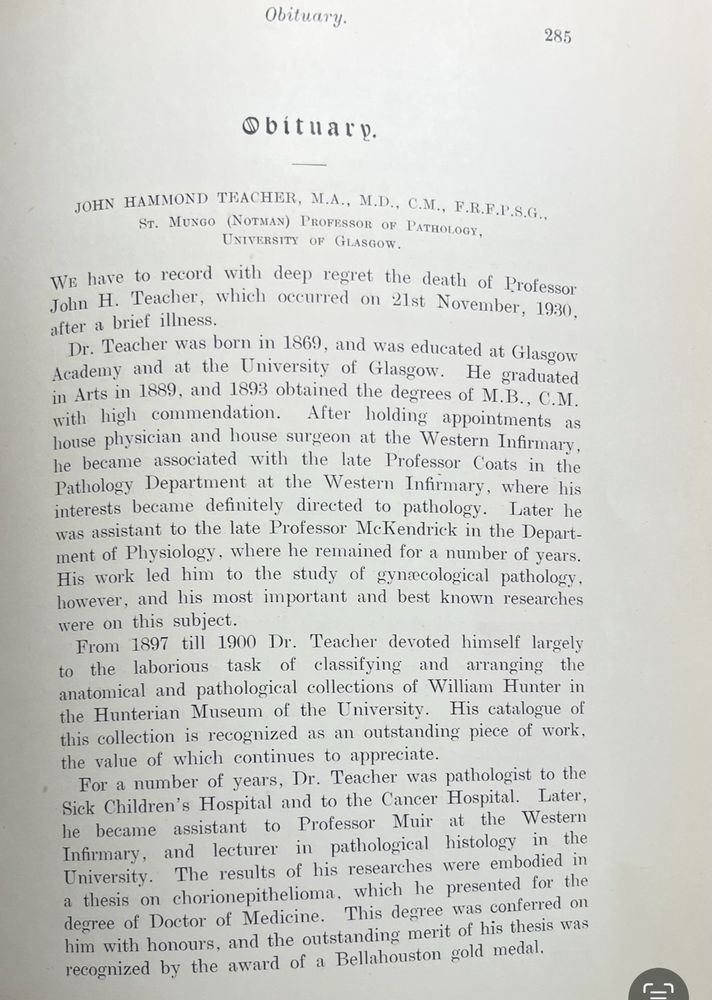 Obituary.
285
Obituary.
JOHN HAMMOND TEACHER, M.A., M.D., C.M., F.R.F.P.S.G.,
St. Mungo (Notman) Professor of Pathology,
University of Glasgow.
We have to record with deep regret the death of Professor
John H. Teacher, which occurred on 21st November, 1930,
after a brief illness.
Dr. Teacher was born in 1869, and was educated at Glasgow
Academy and at the University of Glasgow. He graduated
in Arts in 1889, and 1893 obtained the degrees of M.B., C.M.
with high commendation. After holding appointments as
house physician and house surgeon at the Western Infirmary,
he became associated with the late Professor Coats in the
Pathology Department at the Western Infirmary, where his
interests became definitely directed to pathology. Later he
was assistant to the late Professor McKendrick in the Depart-
ment of Physiology, where he remained for a number of years.
His work led him to the study of gynæcological pathology,
however, and his most important and best known researches
were on this subject.
From 1897 till 1900 Dr. Teacher devoted himself largely
to the laborious task of classifying and arranging the
anatomical and pathological collections of William Hunter in
the Hunterian Museum of the University. His catalogue of
this collection is recognized as an outstanding piece of work,
the value of which continues to appreciate.
For a number of years, Dr. Teacher was pathologist to the
Sick Children's Hospital and to the Cancer Hospital. Later,
he became assistant to Professor Muir at the Western
Infirmary, and lecturer in pathological histology in the
University. The results of his researches were embodied in
a thesis on chorionepithelioma, which he presented for the
degree of Doctor of Medicine. This degree was conferred on
him with honours, and the outstanding merit of his thesis was
recognized by the award of a Bellahouston gold medal.